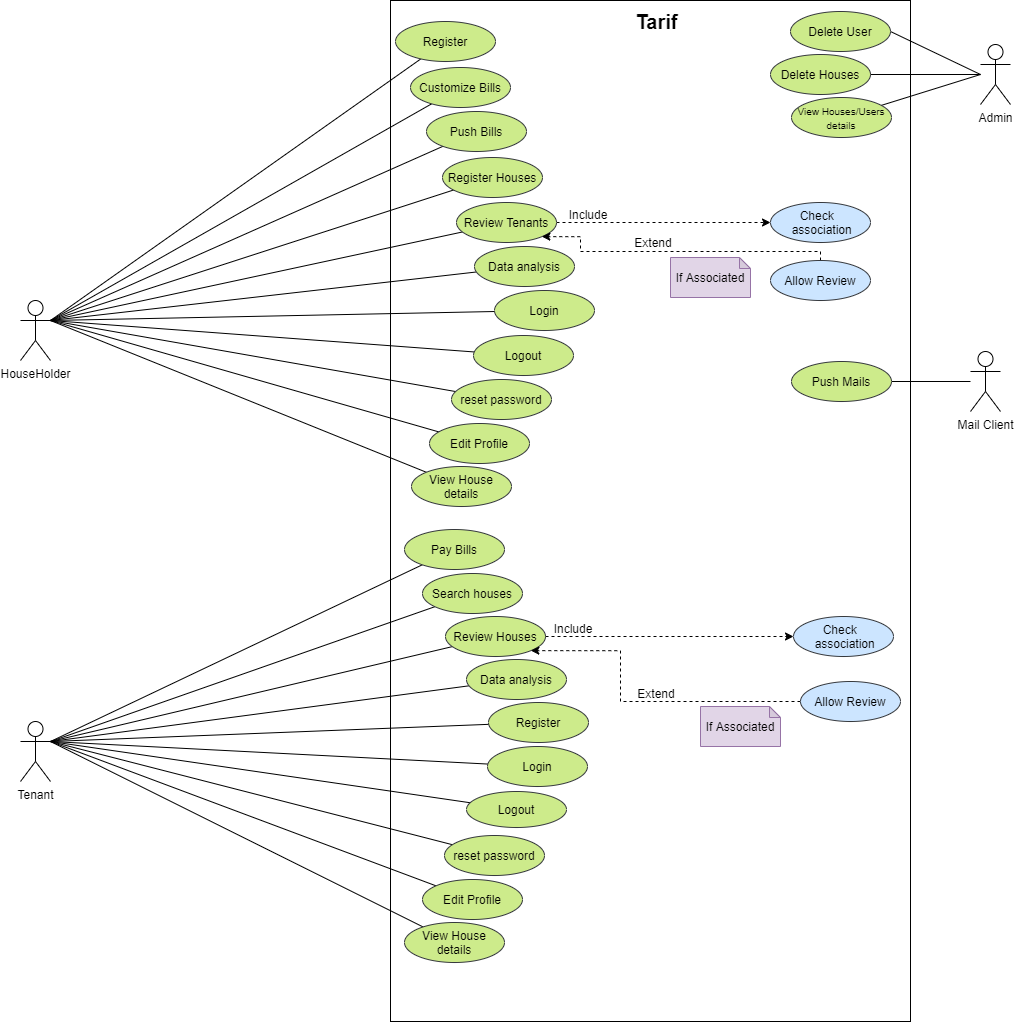 Tarif
Register
Customize Bills
Push Bills
Register Houses
Review Tenants
Data analysis
Login
Logout
reset password
Edit Profile
View House
details
HouseHolder
Include
Check
association
Extend
If Associated
Allow Review
Delete User
Delete Houses
View Houses/Users
details
Admin
Push Mails
Mail Client
Pay Bills
Search houses
Review Houses
Data analysis
Register
Login
Logout
reset password
Edit Profile
View House
details
Tenant
Include
Check
association
Extend
If Associated
Allow Review